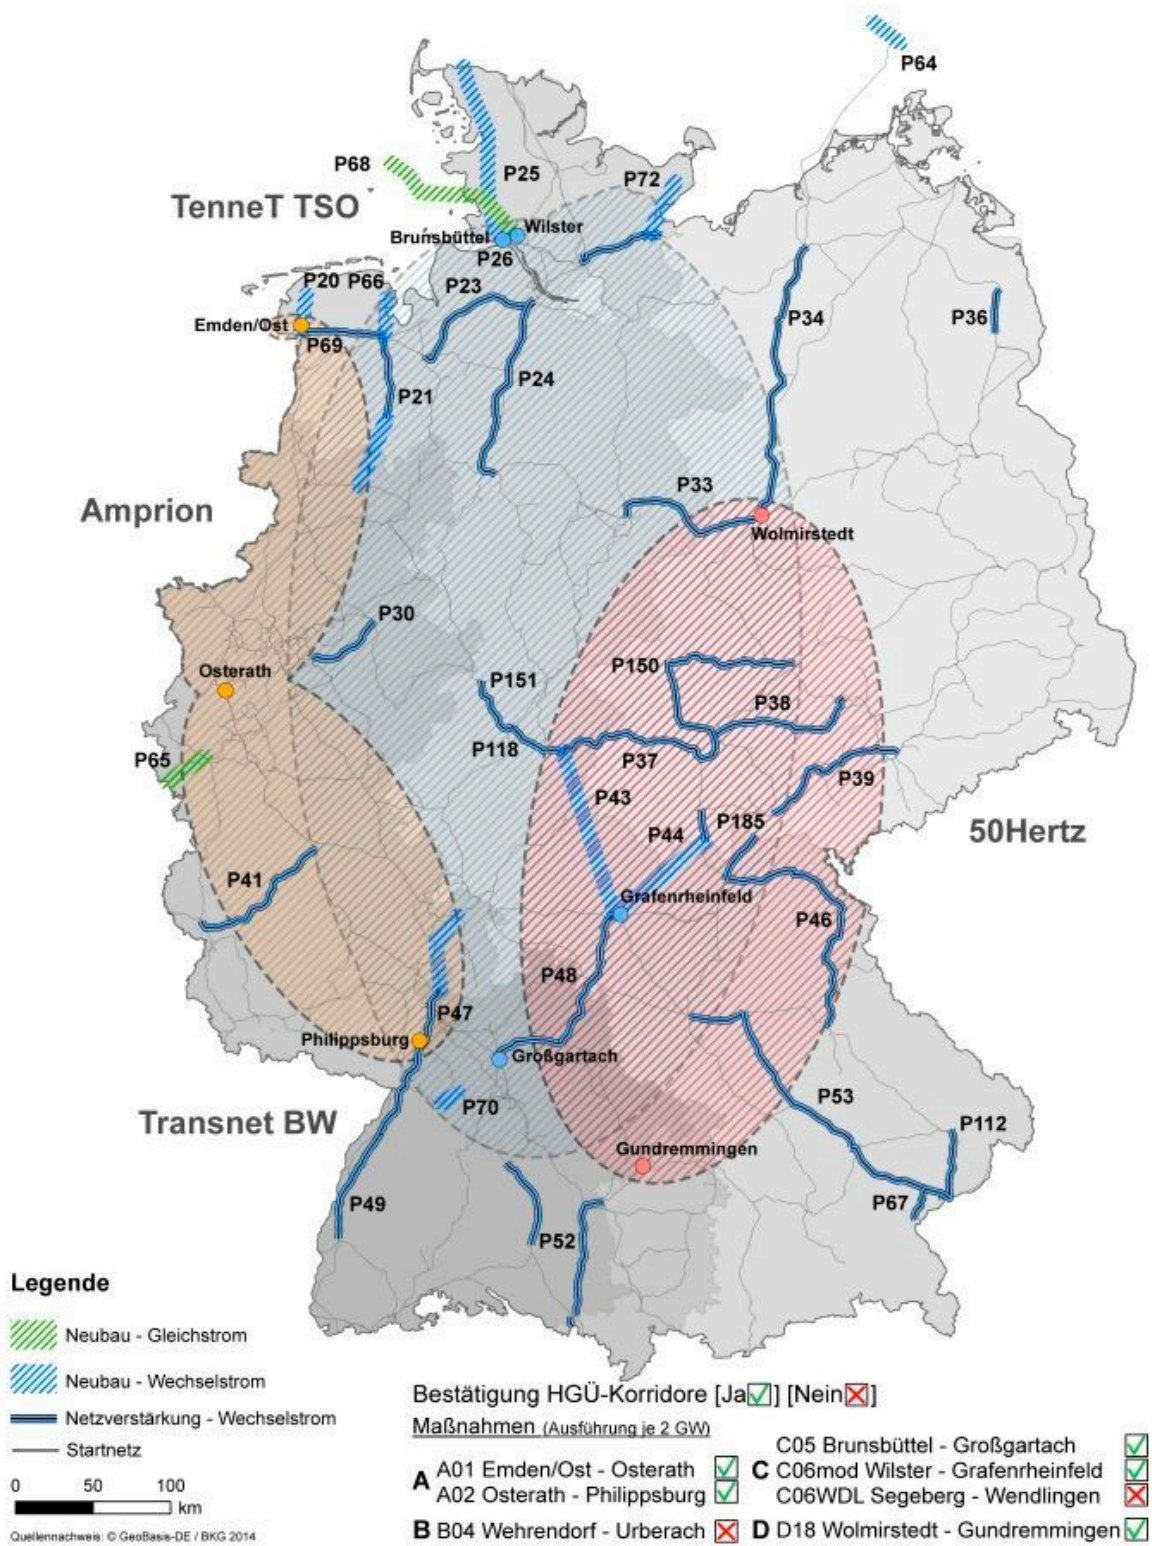 P64
P68
P25
P72
TenneT TSO
Wilster
Brunsbüttel
P26
P20 P66
P23
Emden/Ost
P34
P36
P69
P24
P21
Amprion
P33
Wolmirstedt
P30
Osterath
P150
P151
P38
P118
P65
P37
P39
P43
P44
P185
50Hertz
P41
Grafenrheinfeld
P46
P48
P47
Philippsburg
Großgartach
Transnet BW
P70
P53
P112
Gundremmingen
P49
P67
P52
Legende
Neubau - Gleichstrom
Neubau - Wechselstrom
Netzverstärkung - Wechselstrom
Startnetz
0 50 100
km
Quellennachweis: © GeoBasis-DE / BKG 2014
Bestätigung HGÜ-Korridore [Ja] [Nein]
Maßnahmen (Ausführung je 2 GW)
A
A01 Emden/Ost - Osterath
A02 Osterath - Philippsburg
B B04 Wehrendorf - Urberach
C05 Brunsbüttel - Großgartach
C C06mod Wilster - Grafenrheinfeld
C06WDL Segeberg - Wendlingen
D D18 Wolmirstedt - Gundremmingen